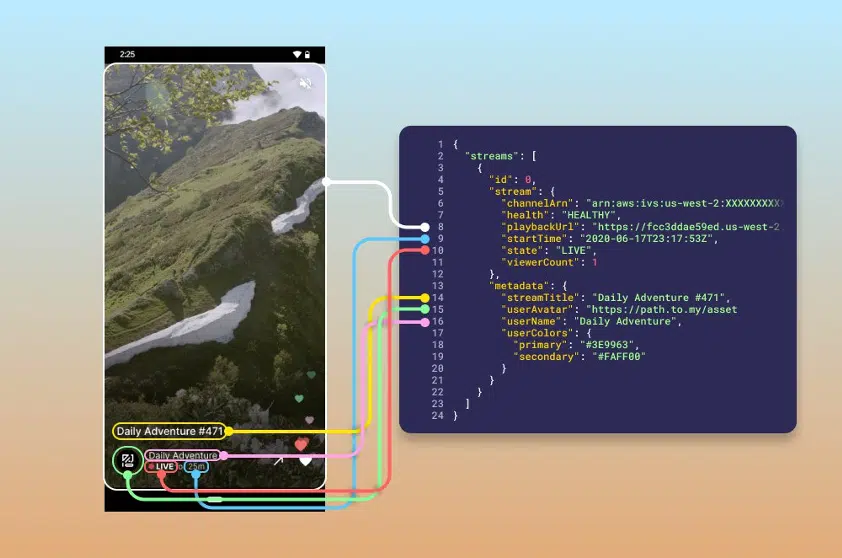 2:25
Daily Adventure #471
Daily Adventure
LIVE
25m
1 {
2 "streams": [
3 {
4 "id": 0,
5 "stream": {
6 "channelArn": "arn:aws:ivs:us-west-2:XXXXXXXXX
7 "health": "HEALTHY",
8 "playbackUrl": "https://fcc3ddae59ed.us-west-2
9 "startTime": "2020-06-17T23:17:53Z",
10 "state": "LIVE",
11 "viewerCount": 1
12 },
13 "metadata": {
14 "streamTitle": "Daily Adventure #471",
15 "userAvatar": "https://path.to.my/asset
16 "userName": "Daily Adventure",
17 "userColors": {
18 "primary": "#3E9963",
19 "secondary": "#FAFF00"
20 }
21 }
22 }
23 ]
24 }